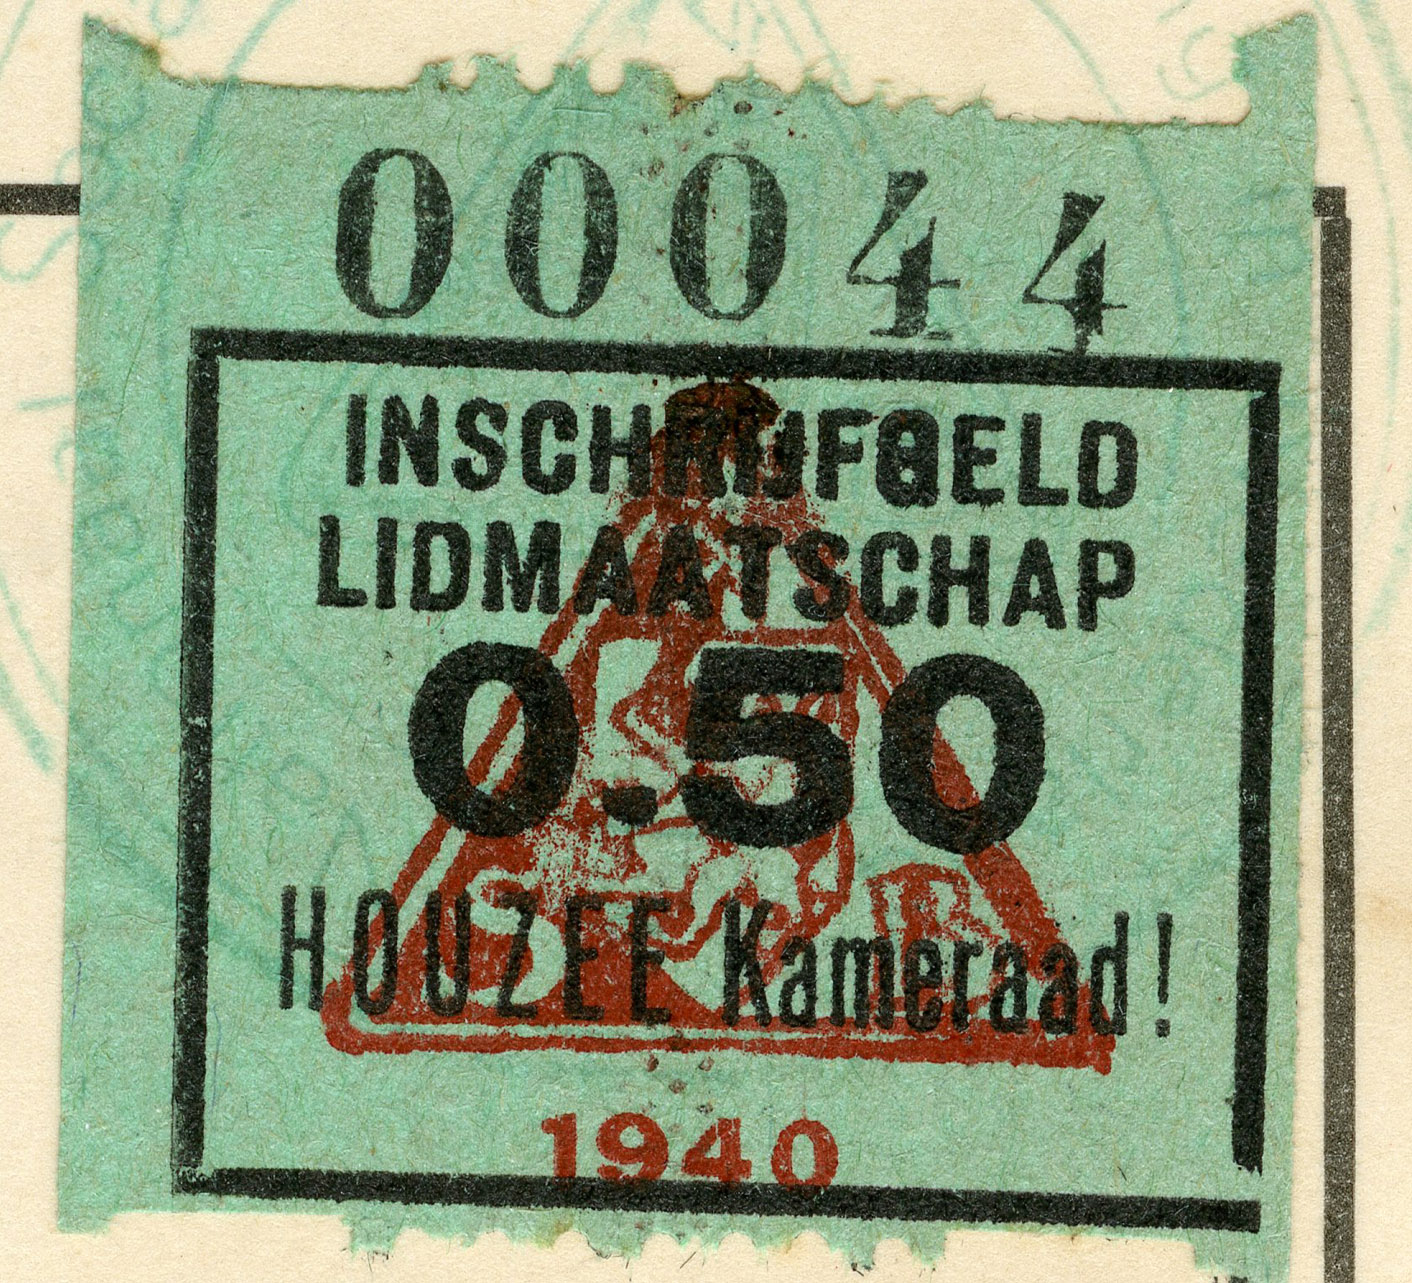 00044
INSCHRIJFGELD
LIDMAATSCHAP
0.50
HOUZEE Kameraad!
1940